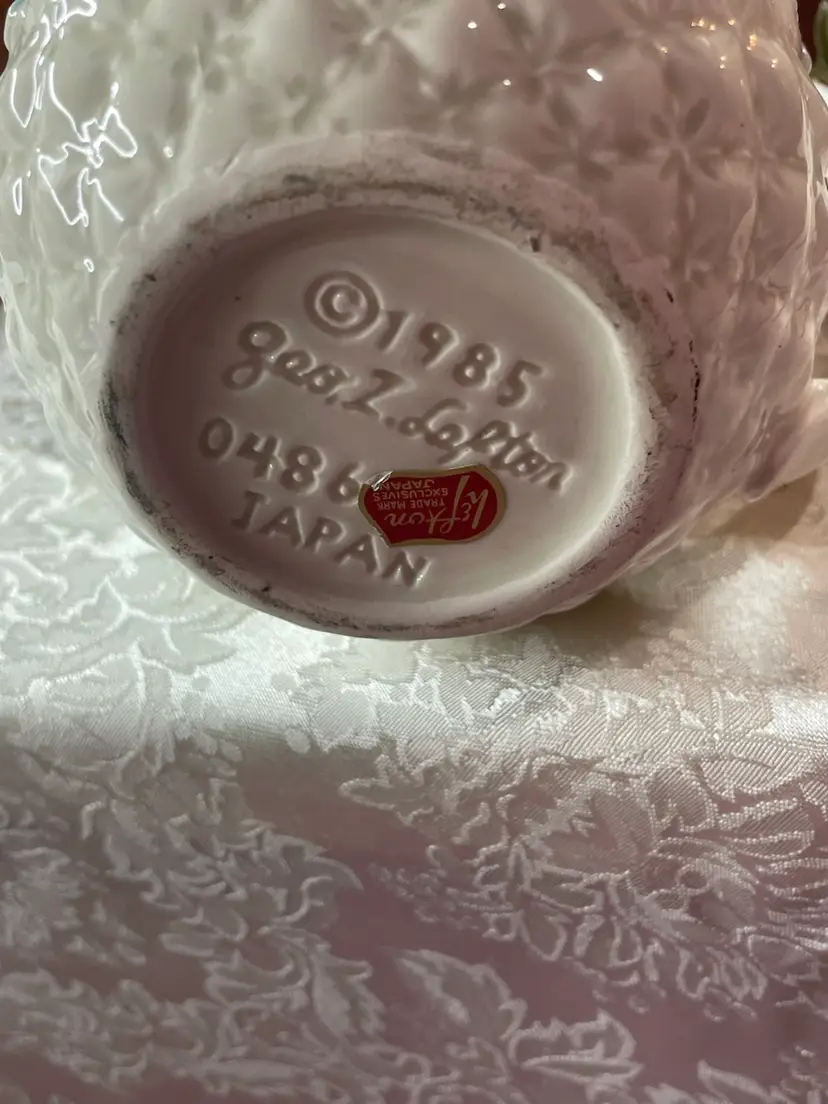 ©1985
Geo. Z. Lefton
0486
JAPAN
Lefton
TRADE MARK
EXCLUSIVES
JAPAN